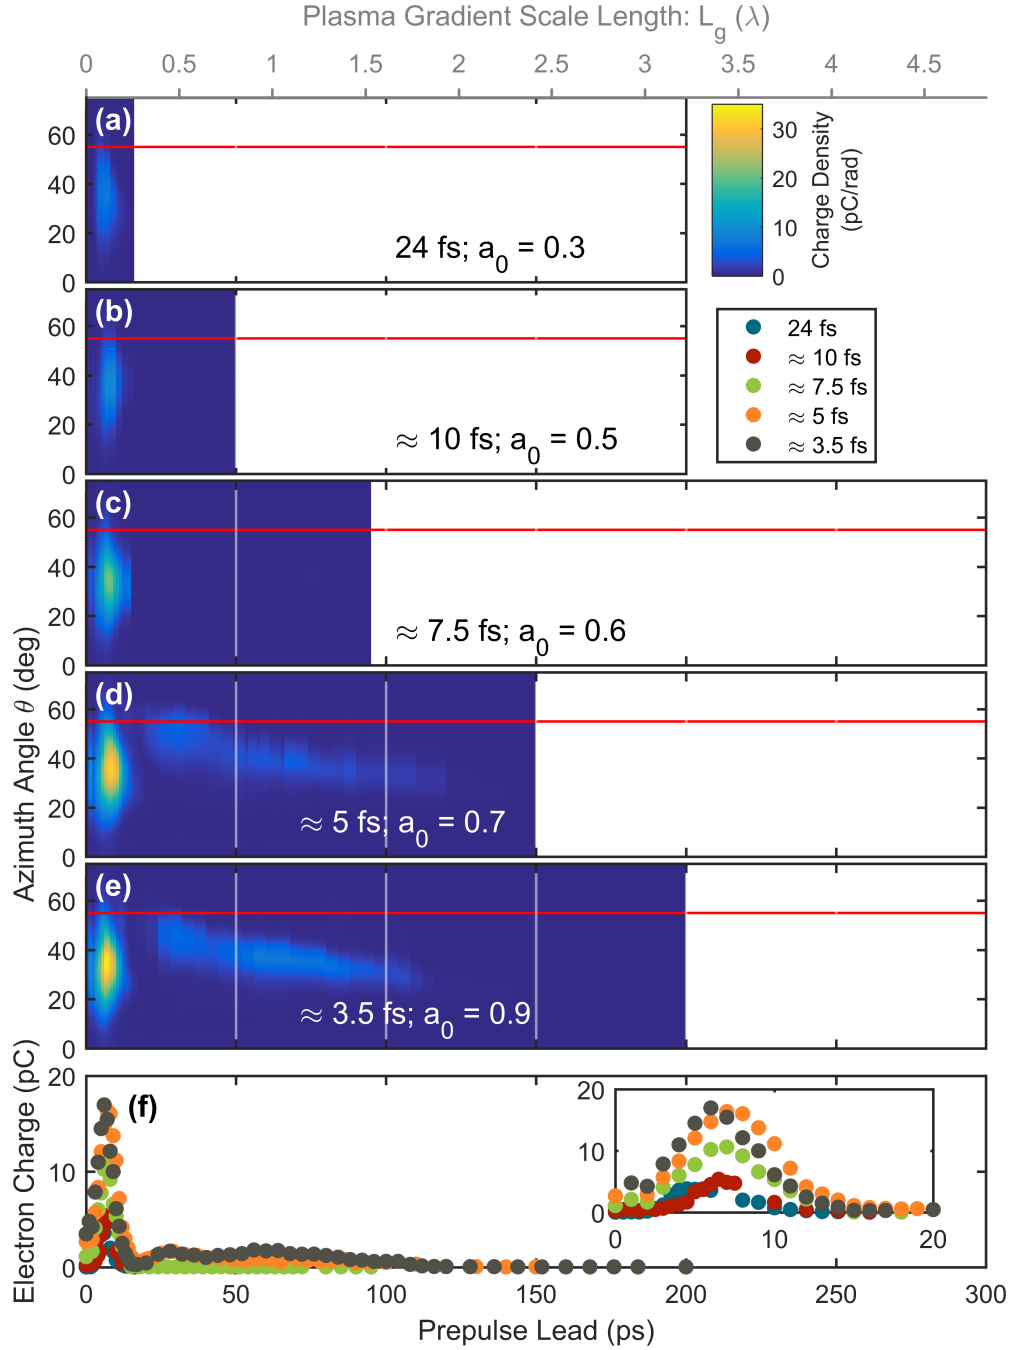 Plasma Gradient Scale Length: Lg (λ)
0 0.5 1 1.5 2 2.5 3 3.5 4 4.5
(a)
60
40
20
0
24 fs; a0 = 0.3
30
20
10
0
Charge Density
(pC/rad)
(b)
60
40
20
0
≈ 10 fs; a0 = 0.5
24 fs
≈ 10 fs
≈ 7.5 fs
≈ 5 fs
≈ 3.5 fs
(c)
60
40
20
0
≈ 7.5 fs; a0 = 0.6
Azimuth Angle θ (deg)
(d)
60
40
20
0
≈ 5 fs; a0 = 0.7
(e)
60
40
20
0
≈ 3.5 fs; a0 = 0.9
Electron Charge (pC)
(f)
20
10
0
20
10
0
0 10 20
0 50 100 150 200 250 300
Prepulse Lead (ps)